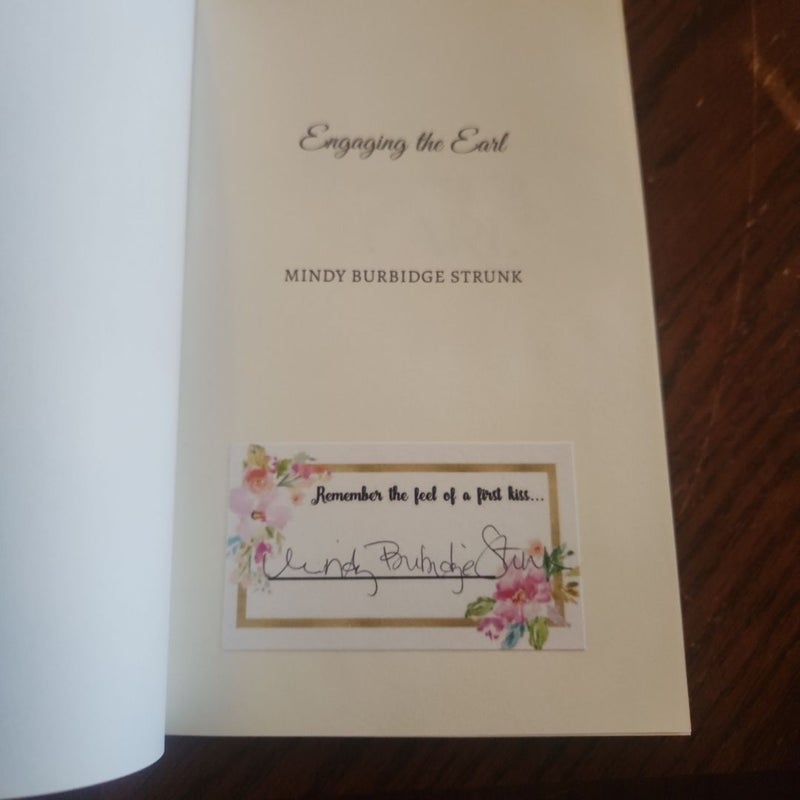 Engaging the Earl
MINDY BURBIDGE STRUNK
Remember the feel of a first kiss...
Mindy Burbidge Strunk